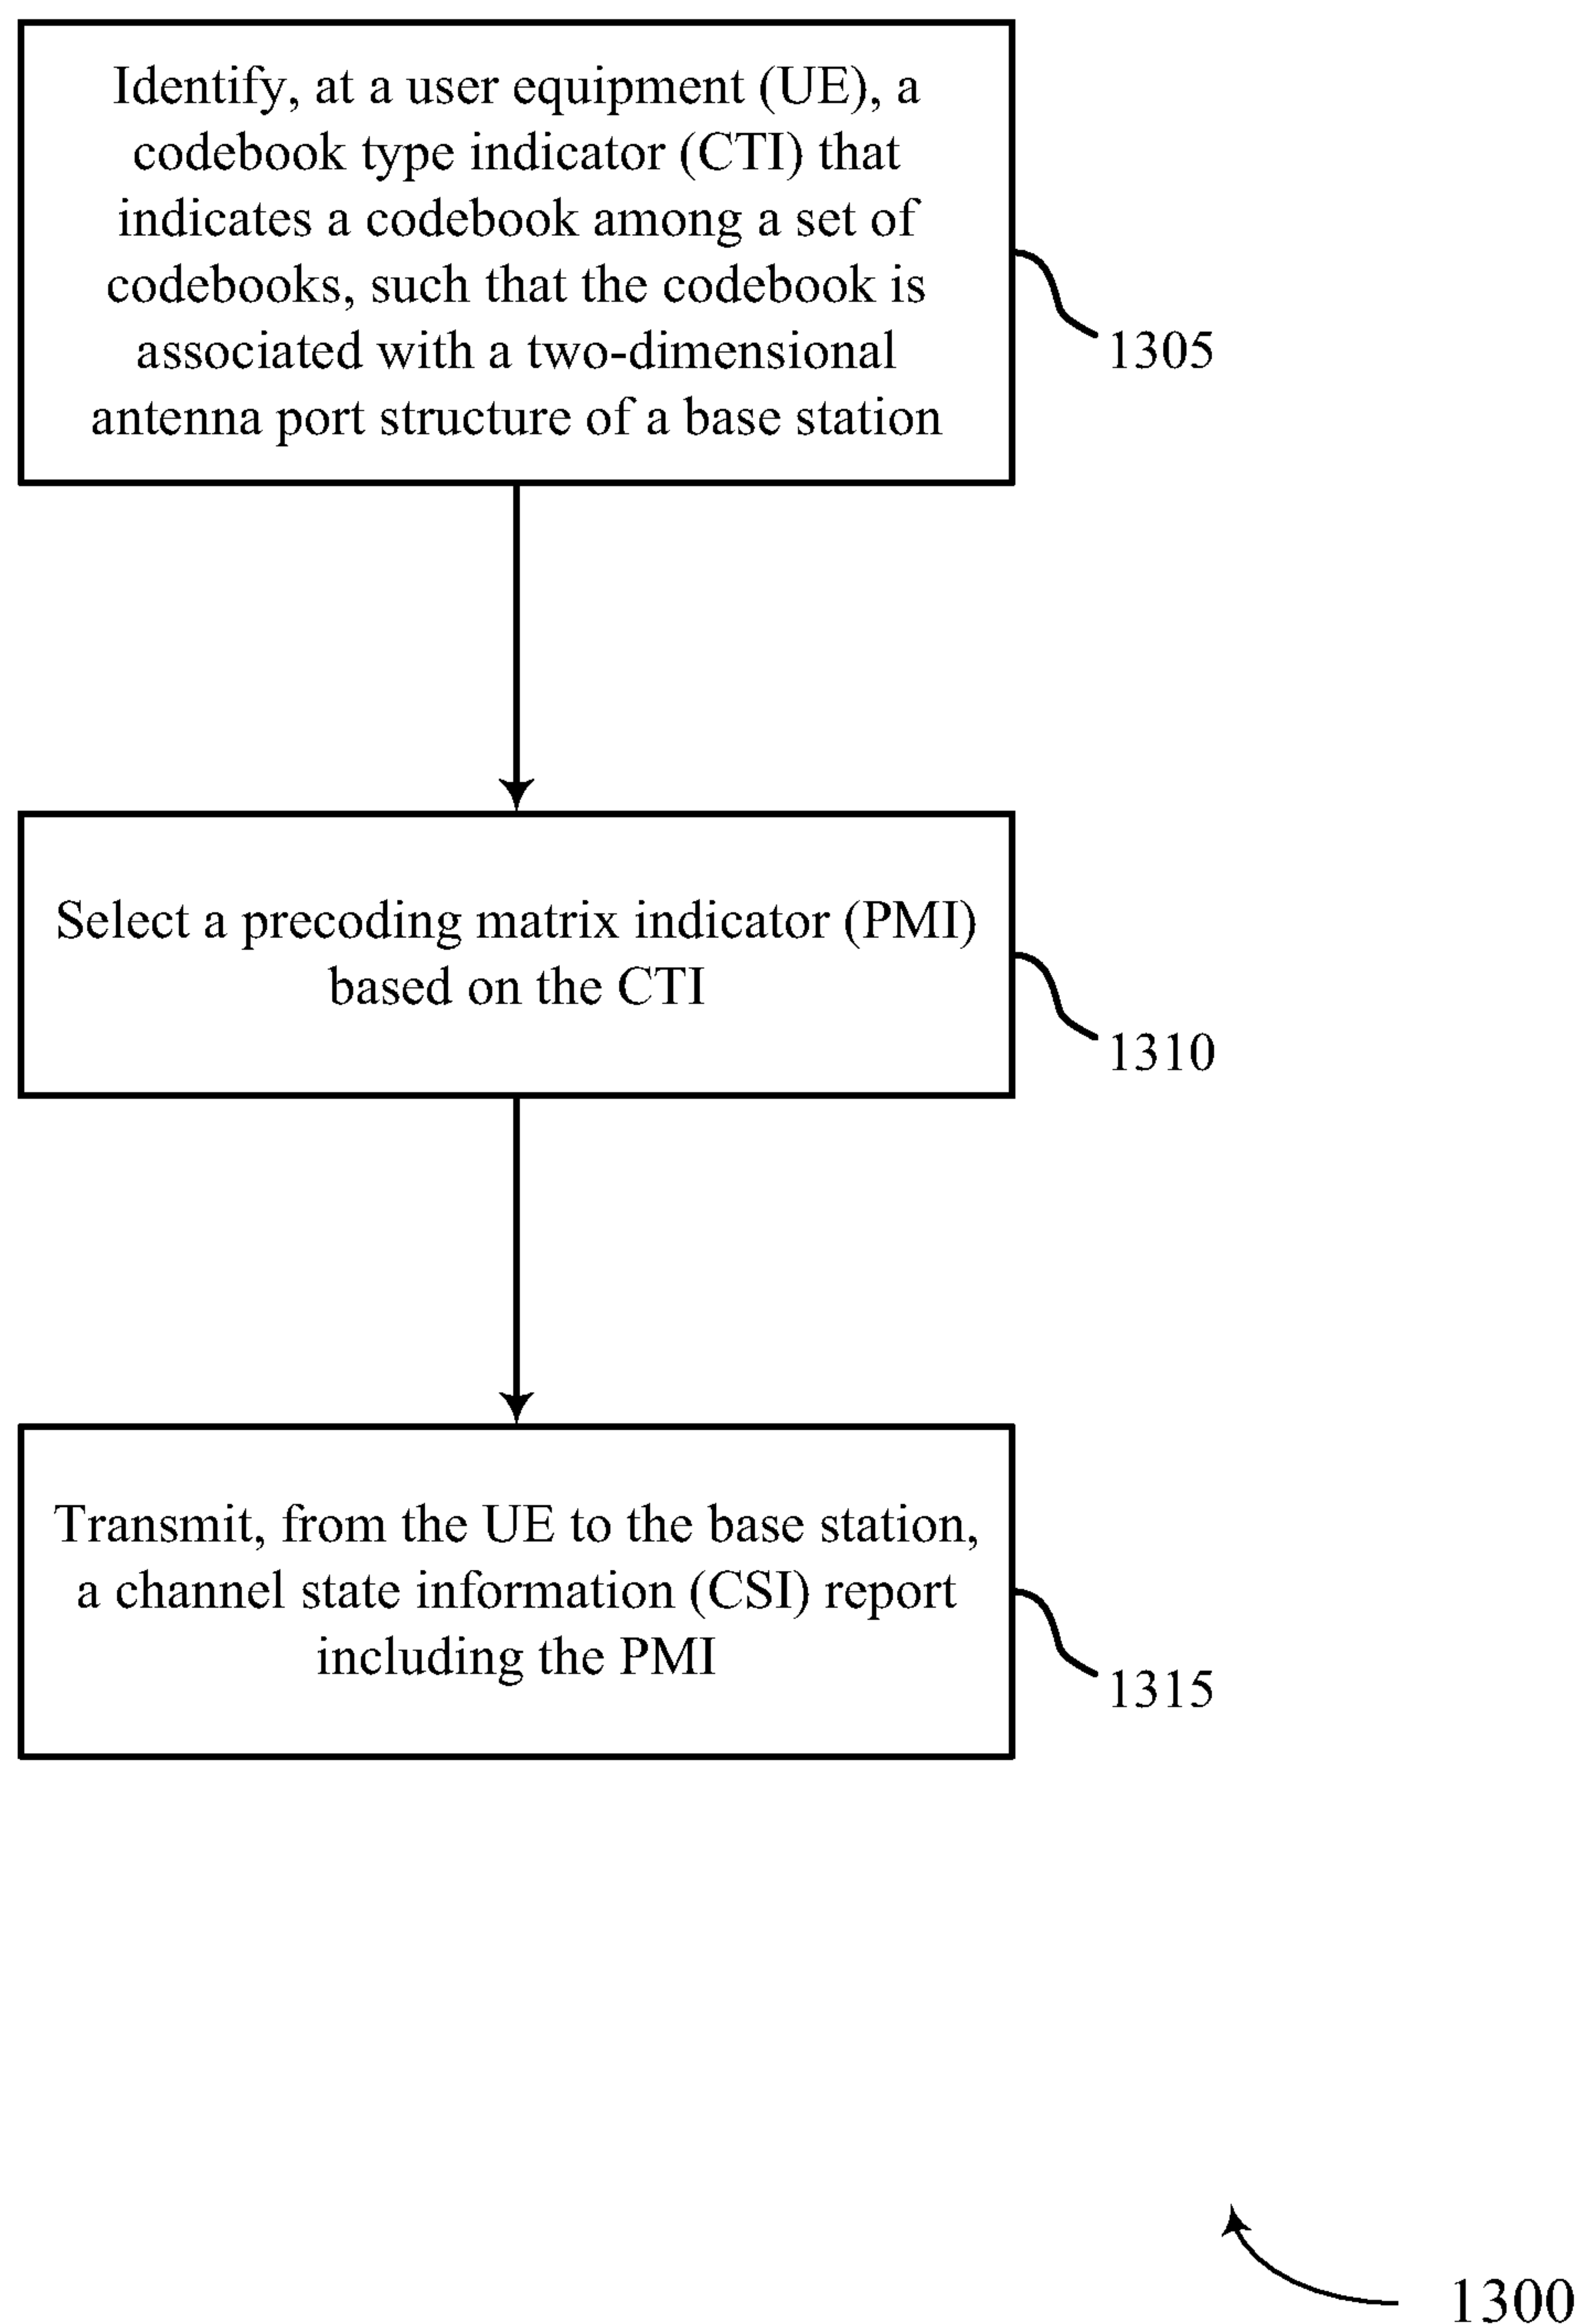 Identify, at a user equipment (UE), a
codebook type indicator (CTI) that
indicates a codebook among a set of
codebooks, such that the codebook is
associated with a two-dimensional
antenna port structure of a base station
1305
Select a precoding matrix indicator (PMI)
based on the CTI
1310
Transmit, from the UE to the base station,
a channel state information (CSI) report
including the PMI
1315
1300